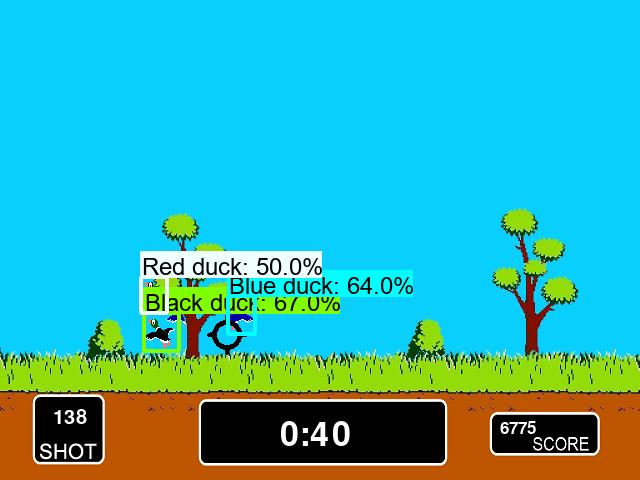 Red duck: 50.0%
Blue duck: 64.0%
Black duck: 67.0%
138
SHOT
0:40
6775
SCORE